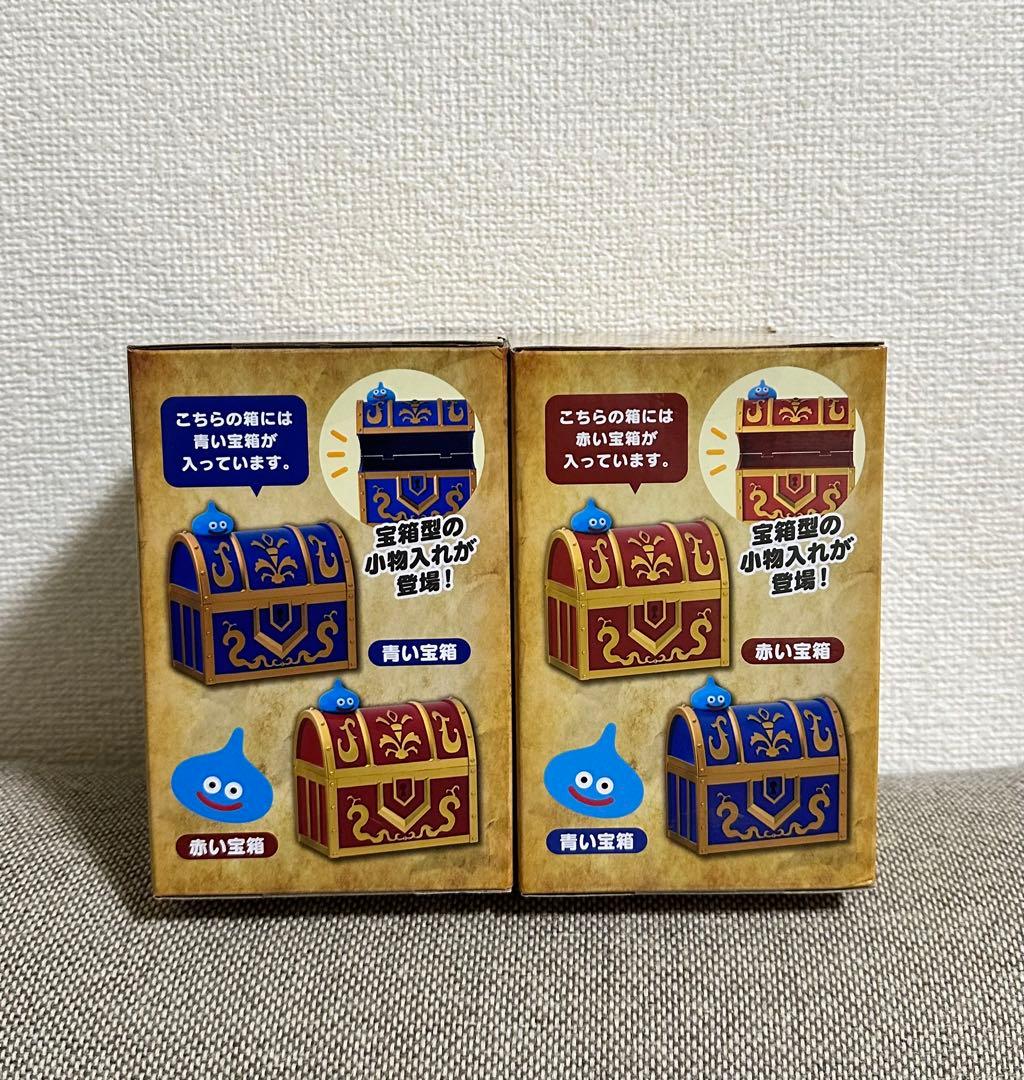 こちらの箱には
青い宝箱が
入っています。
宝箱型の
小物入れが
登場！
青い宝箱
赤い宝箱
こちらの箱には
赤い宝箱が
入っています。
宝箱型の
小物入れが
登場！
赤い宝箱
青い宝箱